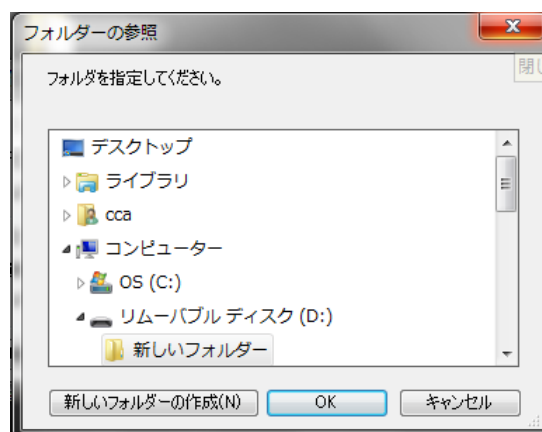 フォルダーの参照
x
閉じ
フォルダを指定してください。
デスクトップ
ライブラリ
cca
コンピューター
OS (C:)
リムーバブル ディスク (D:)
新しいフォルダー
新しいフォルダーの作成(N)
OK
キャンセル